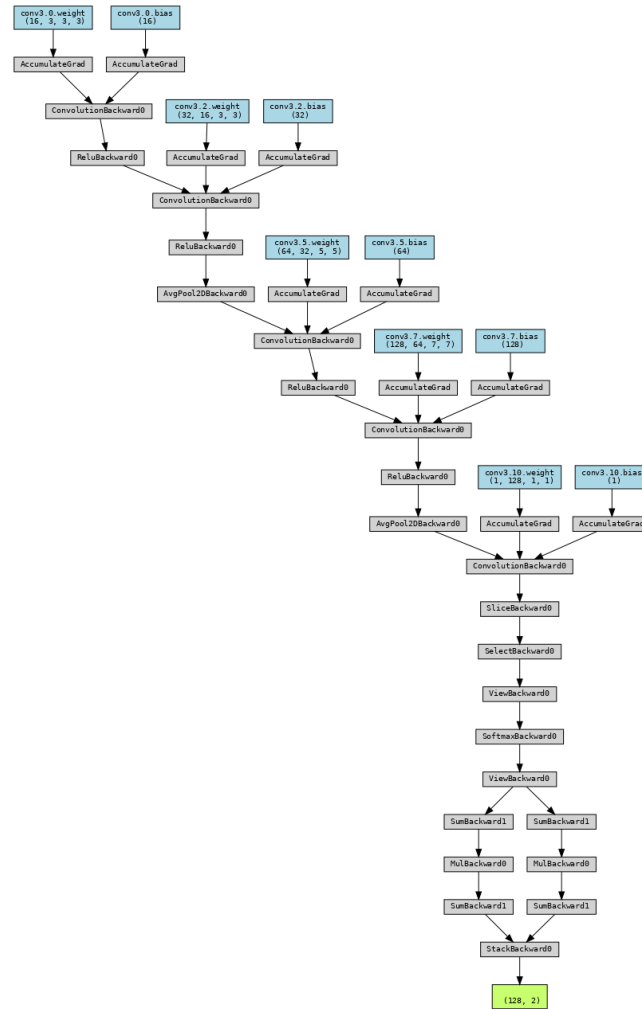 conv3.0.weight
(16, 3, 3, 3)
conv3.0.bias
(16)
AccumulateGrad
AccumulateGrad
ConvolutionBackward0
conv3.2.weight
(32, 16, 3, 3)
conv3.2.bias
(32)
ReluBackward0
AccumulateGrad
AccumulateGrad
ConvolutionBackward0
ReluBackward0
conv3.5.weight
(64, 32, 5, 5)
conv3.5.bias
(64)
AvgPool2DBackward0
AccumulateGrad
AccumulateGrad
ConvolutionBackward0
conv3.7.weight
(128, 64, 7, 7)
conv3.7.bias
(128)
ReluBackward0
AccumulateGrad
AccumulateGrad
ConvolutionBackward0
ReluBackward0
conv3.10.weight
(1, 128, 1, 1)
conv3.10.bias
(1)
AvgPool2DBackward0
AccumulateGrad
AccumulateGrad
ConvolutionBackward0
SliceBackward0
SelectBackward0
ViewBackward0
SoftmaxBackward0
ViewBackward0
SumBackward1
SumBackward1
MulBackward0
MulBackward0
SumBackward1
SumBackward1
StackBackward0
(128, 2)